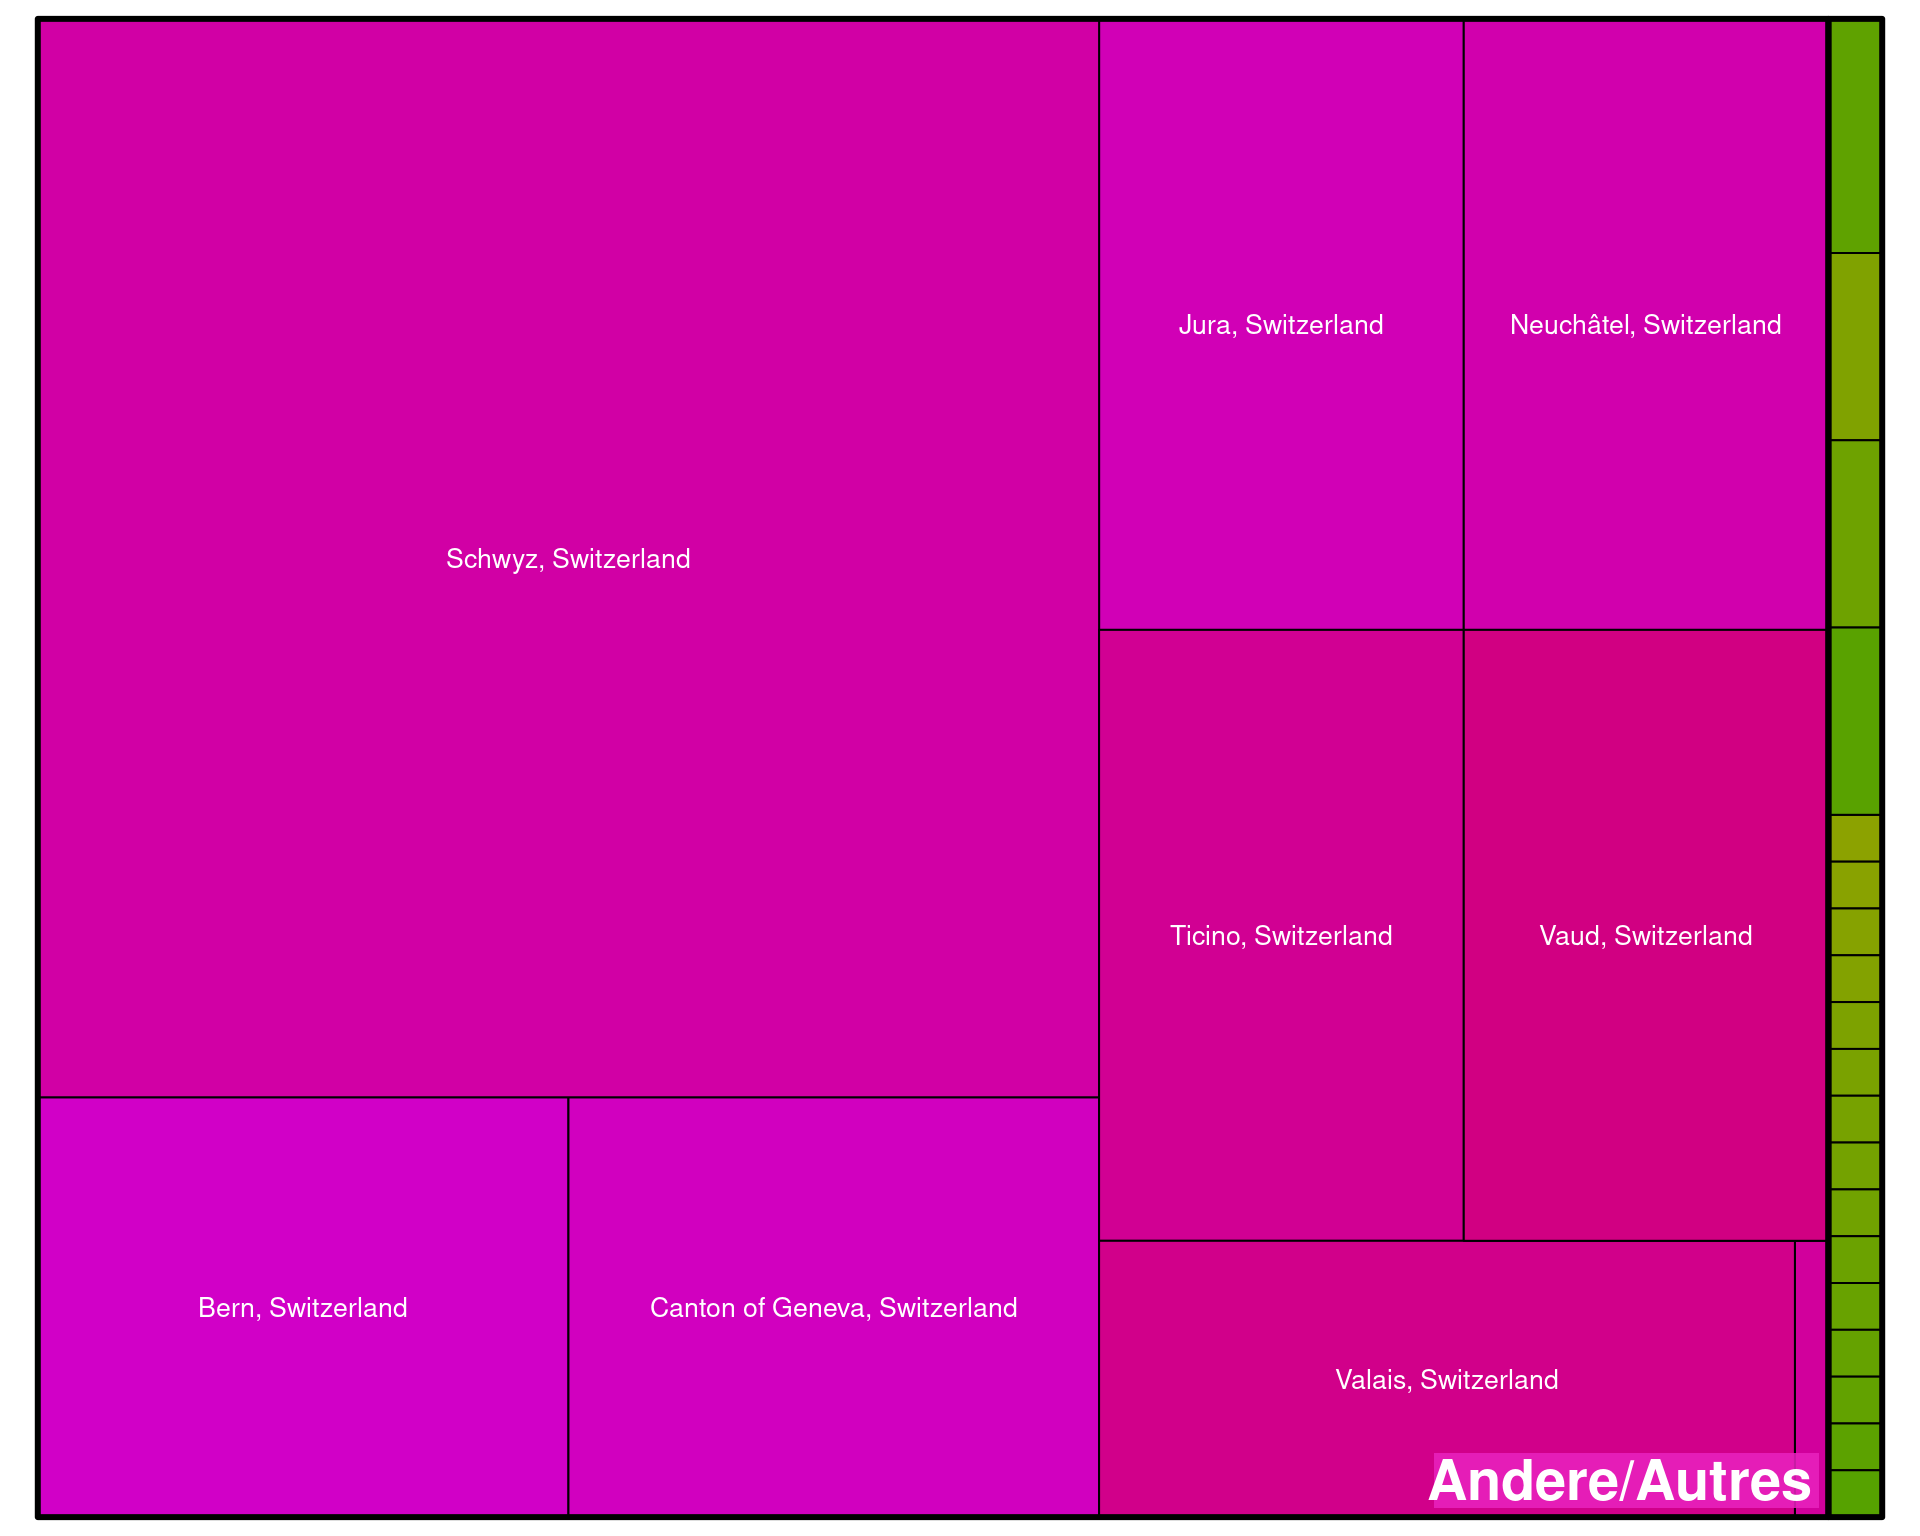 Jura, Switzerland
Neuchâtel, Switzerland
Schwyz, Switzerland
Ticino, Switzerland
Vaud, Switzerland
Bern, Switzerland
Canton of Geneva, Switzerland
Valais, Switzerland
Andere/Autres